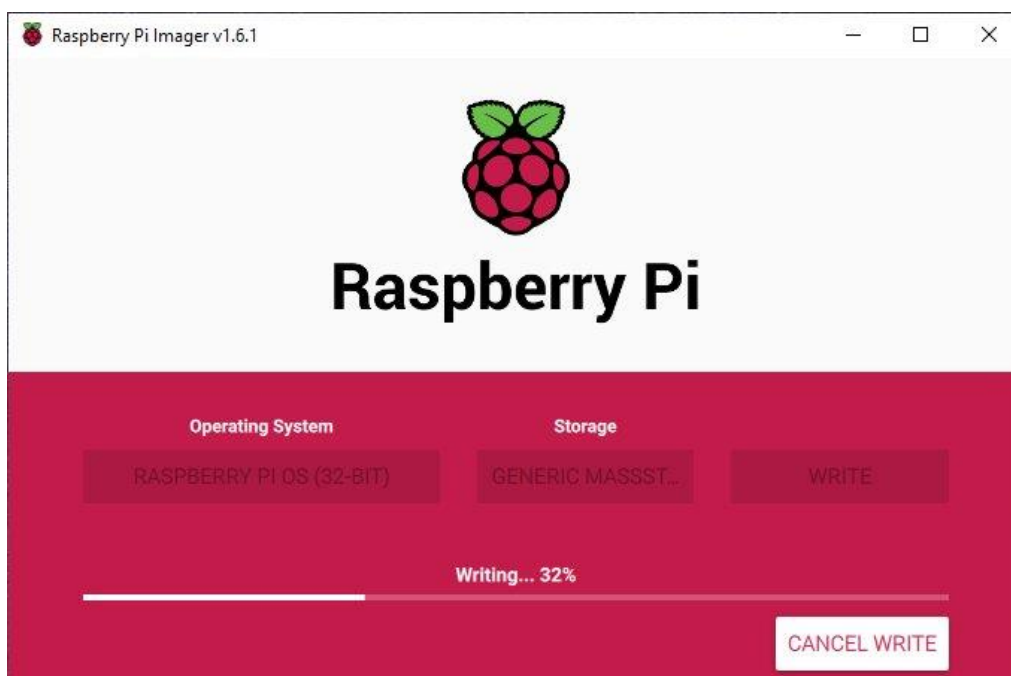 Raspberry Pi Imager v1.6.1
Raspberry Pi
Operating System
Storage
RASPBERRY PI OS (32-BIT)
GENERIC MASSST...
WRITE
Writing... 32%
CANCEL WRITE